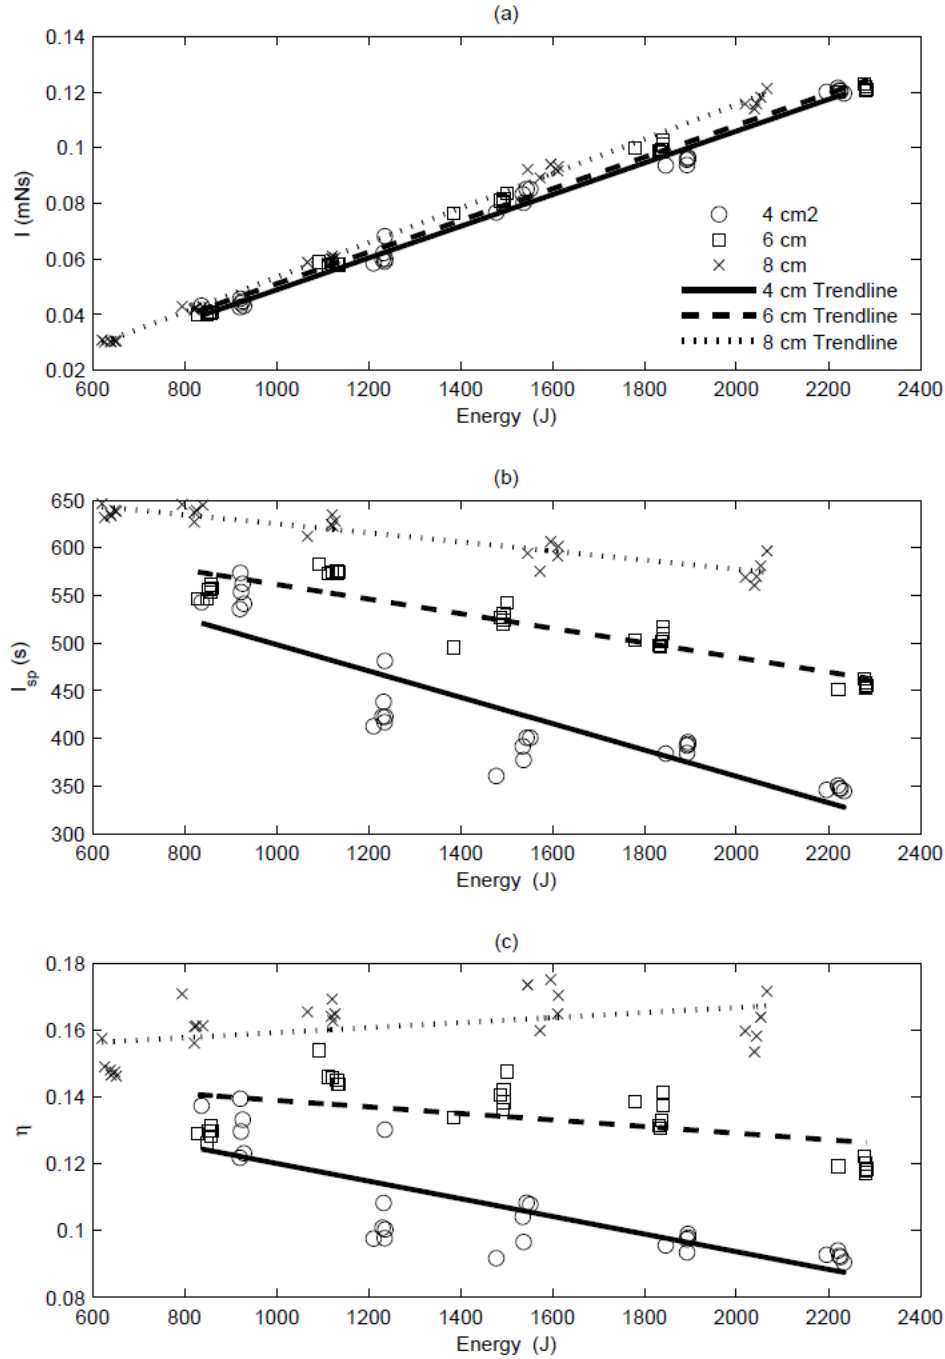 (a)
0.14
0.12
0.1
0.08
0.06
0.04
0.02
I (mNs)
4 cm2
6 cm
8 cm
4 cm Trendline
6 cm Trendline
8 cm Trendline
600 800 1000 1200 1400 1600 1800 2000 2200 2400
Energy (J)
(b)
650
600
550
500
450
400
350
300
Isp (s)
600 800 1000 1200 1400 1600 1800 2000 2200 2400
Energy (J)
(c)
0.18
0.16
0.14
0.12
0.1
0.08
η
600 800 1000 1200 1400 1600 1800 2000 2200 2400
Energy (J)